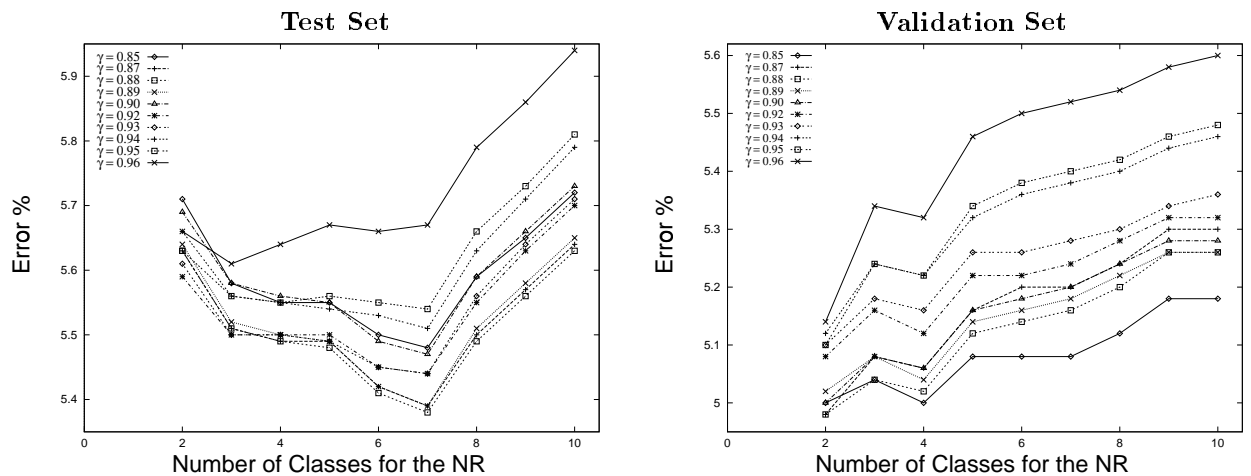 Test Set
Error %
5.9
5.8
5.7
5.6
5.5
5.4
γ = 0.85
γ = 0.87
γ = 0.88
γ = 0.89
γ = 0.90
γ = 0.92
γ = 0.93
γ = 0.94
γ = 0.95
γ = 0.96
0 2 4 6 8 10
Number of Classes for the NR
Validation Set
Error %
5.6
5.5
5.4
5.3
5.2
5.1
5
γ = 0.85
γ = 0.87
γ = 0.88
γ = 0.89
γ = 0.90
γ = 0.92
γ = 0.93
γ = 0.94
γ = 0.95
γ = 0.96
0 2 4 6 8 10
Number of Classes for the NR